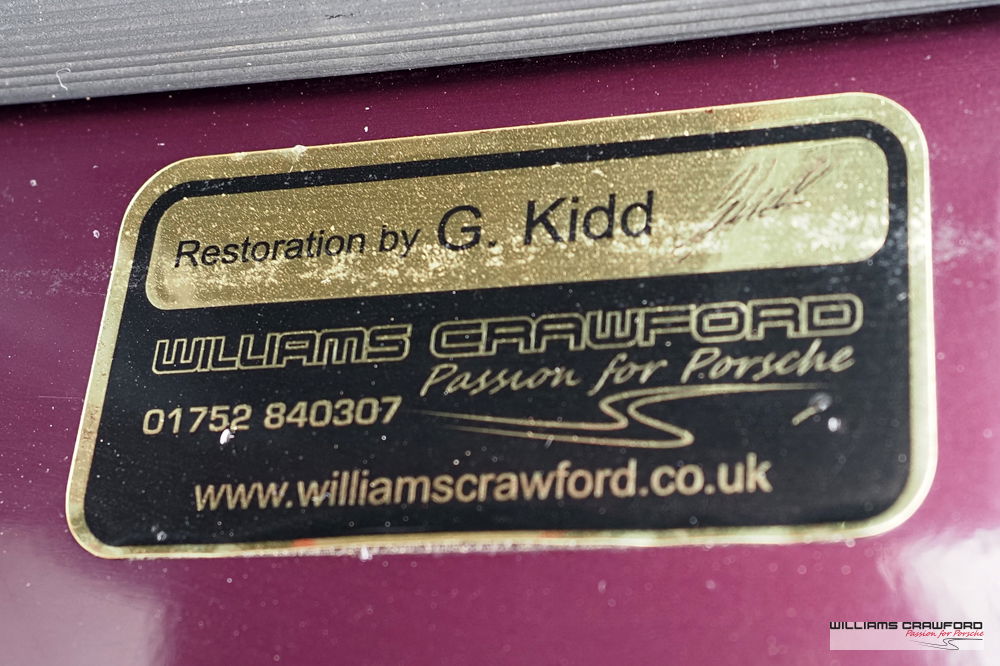 Restoration by G. Kidd
WILLIAMS CRAWFORD
Passion for Porsche
01752 840307
www.williamscrawford.co.uk
WILLIAMS CRAWFORD
Passion for Porsche